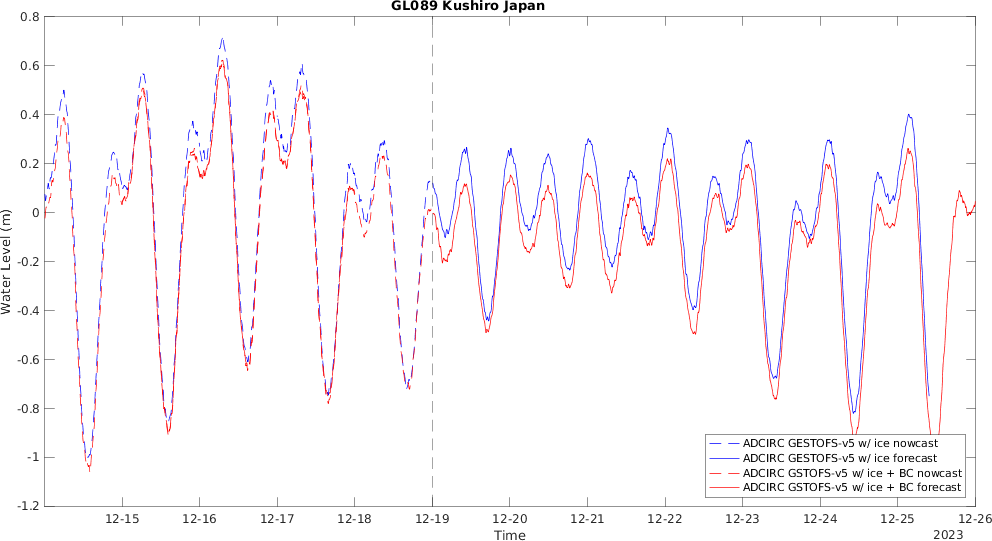 GL089 Kushiro Japan
0.8
0.6
0.4
0.2
0
-0.2
-0.4
-0.6
-0.8
-1
-1.2
Water Level (m)
ADCIRC GESTOFS-v5 w/ ice nowcast
ADCIRC GESTOFS-v5 w/ ice forecast
ADCIRC GSTOFS-v5 w/ ice + BC nowcast
ADCIRC GSTOFS-v5 w/ ice + BC forecast
12-15 12-16 12-17 12-18 12-19 12-20 12-21 12-22 12-23 12-24 12-25 12-26
Time
2023